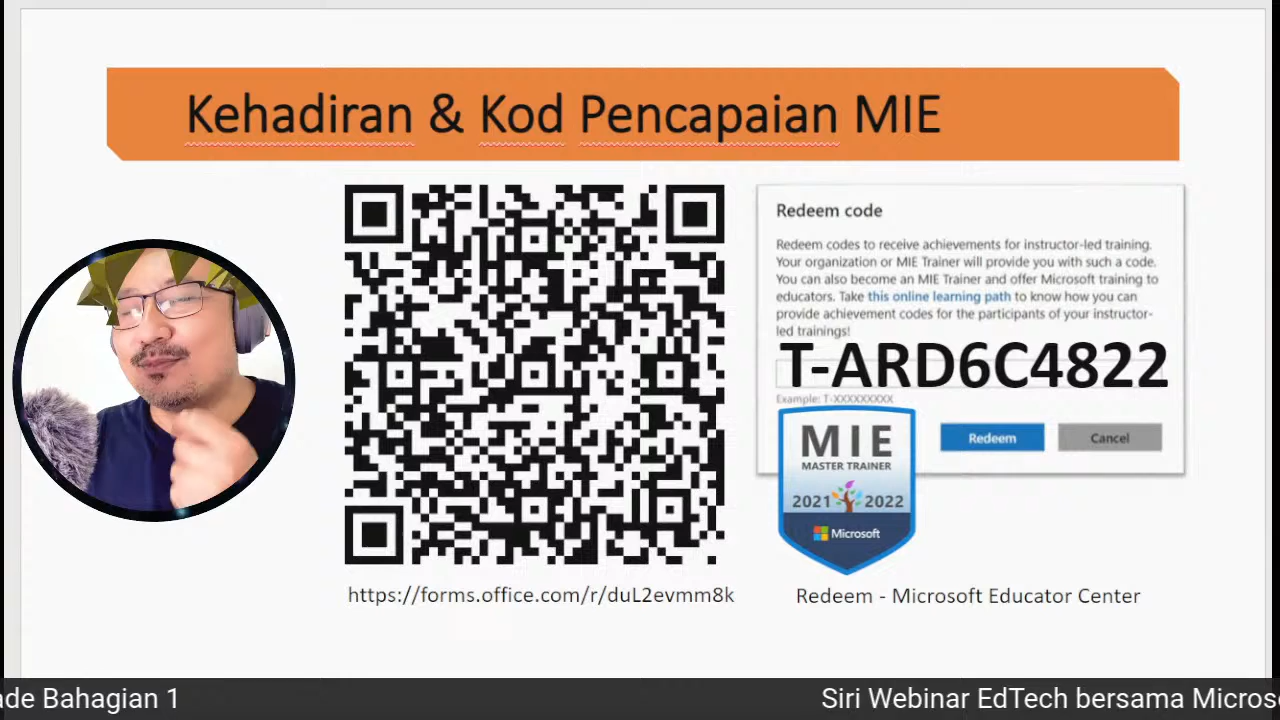 Kehadiran & Kod Pencapaian MIE
Redeem code
Redeem codes to receive achievements for instructor-led training.
Your organization or MIE Trainer will provide you with such a code.
You can also become an MIE Trainer and offer Microsoft training to
educators. Take this online learning path to know how you can
provide achievement codes for the participants of your instructor-
led trainings!
T-ARD6C4822
Example: T-XXXXXXXXX
Redeem
Cancel
MIE
MASTER TRAINER
2021 2022
Microsoft
https://forms.office.com/r/duL2evmm8k
Redeem - Microsoft Educator Center
ade Bahagian 1
Siri Webinar EdTech bersama Micros